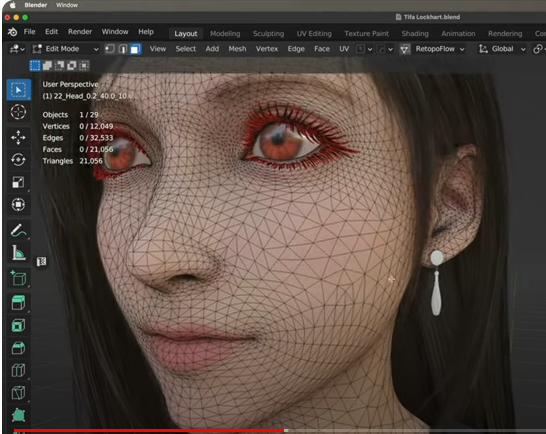 Blender Window
Tifa Lockhart.blend
File Edit Render Window Help Layout Modeling Sculpting UV Editing Texture Paint Shading Animation Rendering
Edit Mode View Select Add Mesh Vertex Edge Face UV RetopoFlow Global
User Perspective
(1) 22_Head_0.2_40.0_10...
Objects 1/29
Vertices 0/12,049
Edges 0/32,533
Faces 0/21,056
Triangles 21,056